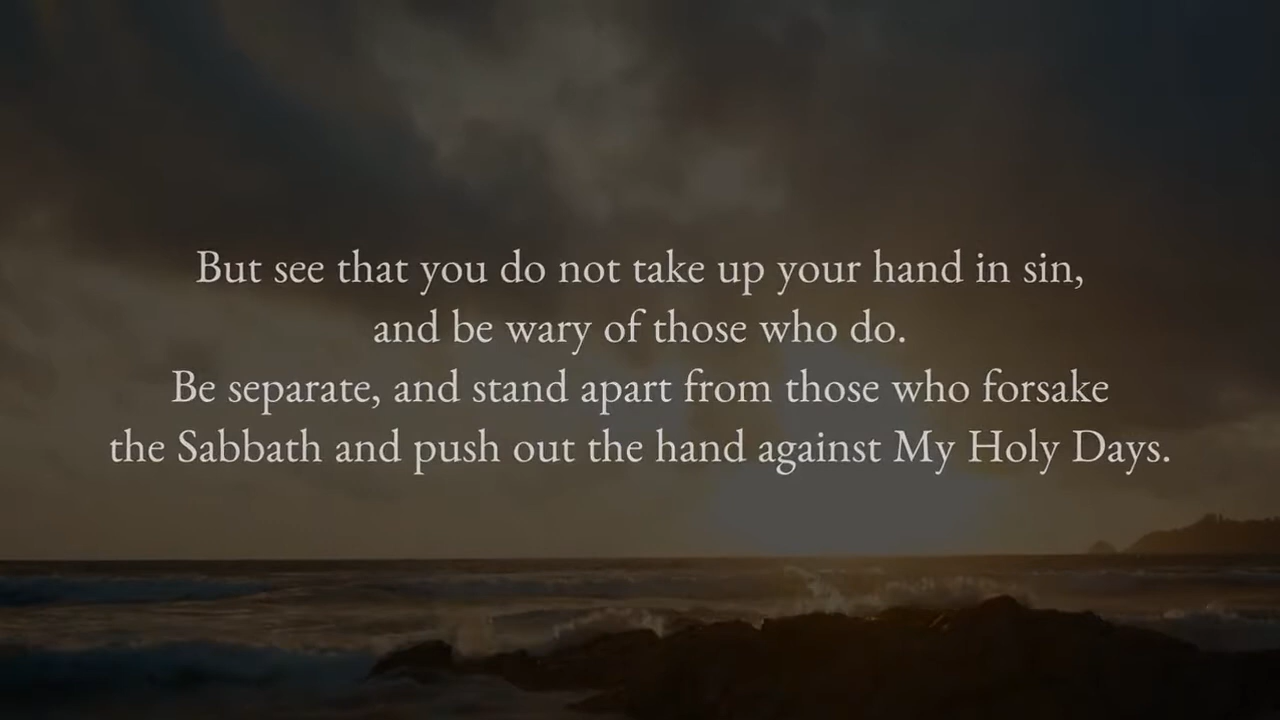 But see that you do not take up your hand in sin,
and be wary of those who do.
Be separate, and stand apart from those who forsake
the Sabbath and push out the hand against My Holy Days.